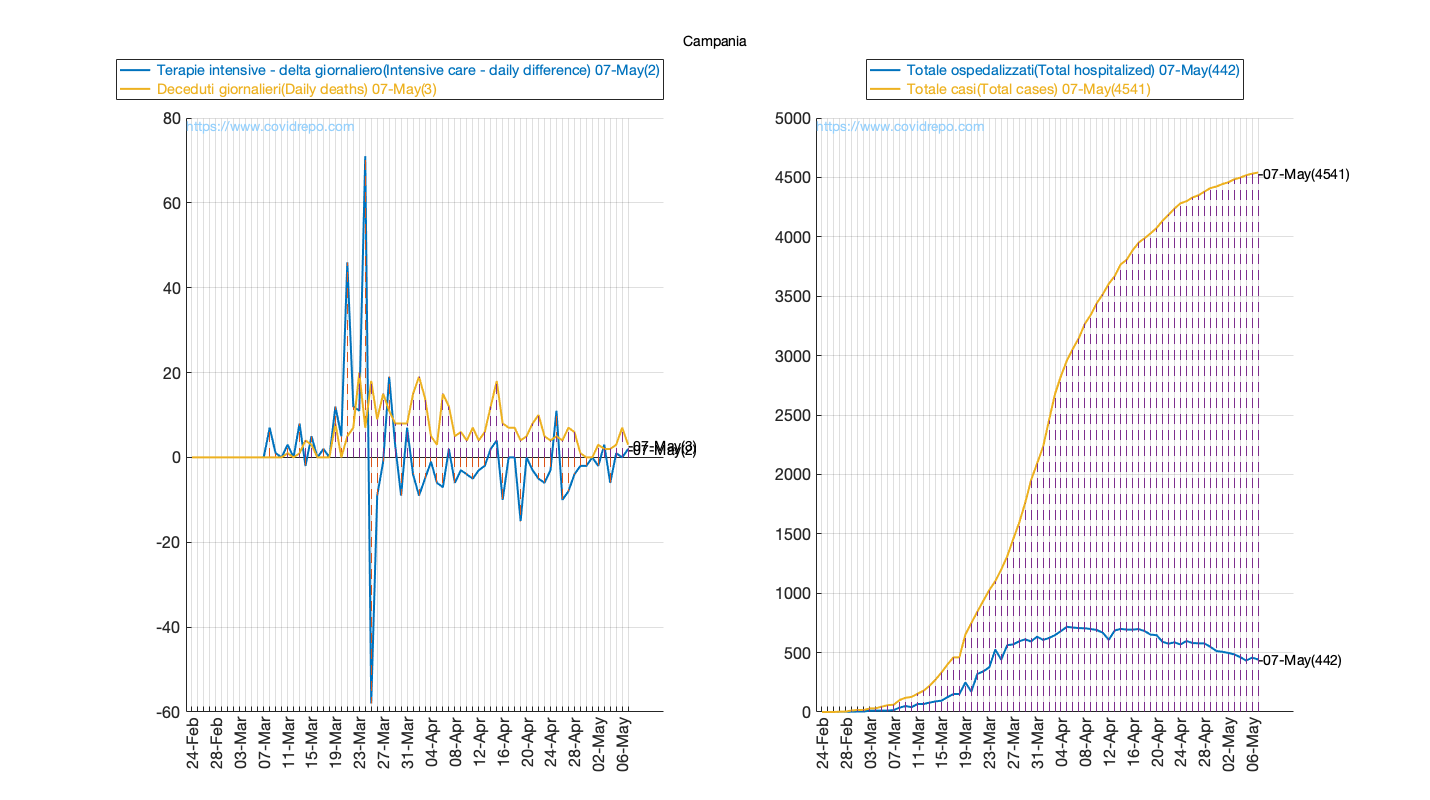 Campania
Terapie intensive - delta giornaliero(Intensive care - daily difference) 07-May(2)
Deceduti giornalieri(Daily deaths) 07-May(3)
https://www.covidrepo.com
80
60
40
20
0
-20
-40
-60
07-May(3)
07-May(2)
24-Feb
28-Feb
03-Mar
07-Mar
11-Mar
15-Mar
19-Mar
23-Mar
27-Mar
31-Mar
04-Apr
08-Apr
12-Apr
16-Apr
20-Apr
24-Apr
28-Apr
02-May
06-May
Totale ospedalizzati(Total hospitalized) 07-May(442)
Totale casi(Total cases) 07-May(4541)
https://www.covidrepo.com
5000
4500
4000
3500
3000
2500
2000
1500
1000
500
0
07-May(4541)
07-May(442)
24-Feb
28-Feb
03-Mar
07-Mar
11-Mar
15-Mar
19-Mar
23-Mar
27-Mar
31-Mar
04-Apr
08-Apr
12-Apr
16-Apr
20-Apr
24-Apr
28-Apr
02-May
06-May